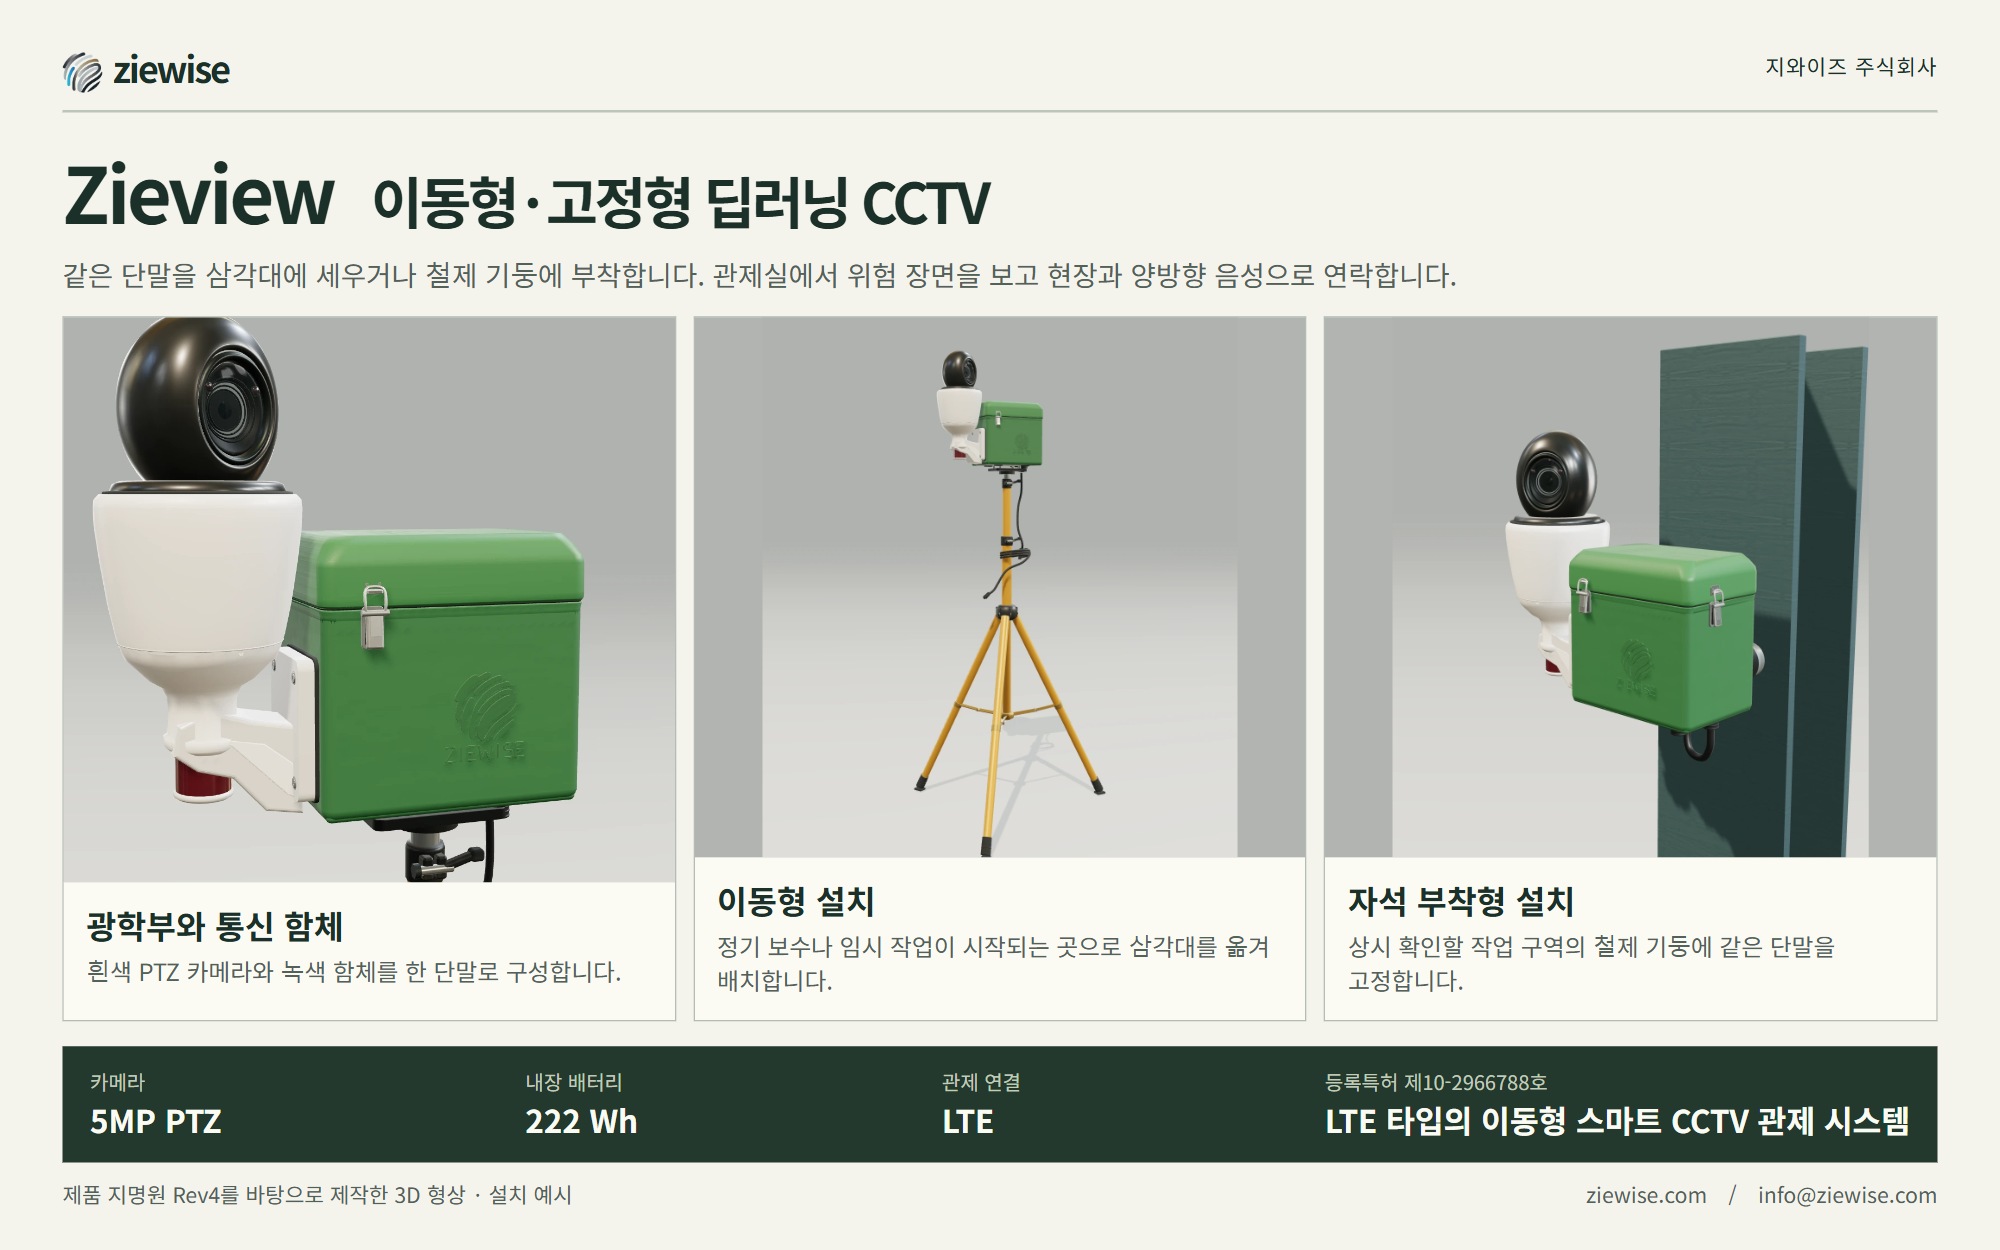 ziewise
지와이즈 주식회사
Zieview 이동형·고정형 딥러닝 CCTV
같은 단말을 삼각대에 세우거나 철제 기둥에 부착합니다. 관제실에서 위험 장면을 보고 현장과 양방향 음성으로 연락합니다.
ZIEWISE
광학부와 통신 함체
흰색 PTZ 카메라와 녹색 함체를 한 단말로 구성합니다.
이동형 설치
정기 보수나 임시 작업이 시작되는 곳으로 삼각대를 옮겨
배치합니다.
ZIEWISE
자석 부착형 설치
상시 확인할 작업 구역의 철제 기둥에 같은 단말을
고정합니다.
카메라
5MP PTZ
내장 배터리
222 Wh
관제 연결
LTE
등록특허 제10-2966788호
LTE 타입의 이동형 스마트 CCTV 관제 시스템
제품 지명원 Rev4를 바탕으로 제작한 3D 형상 · 설치 예시
ziewise.com / info@ziewise.com